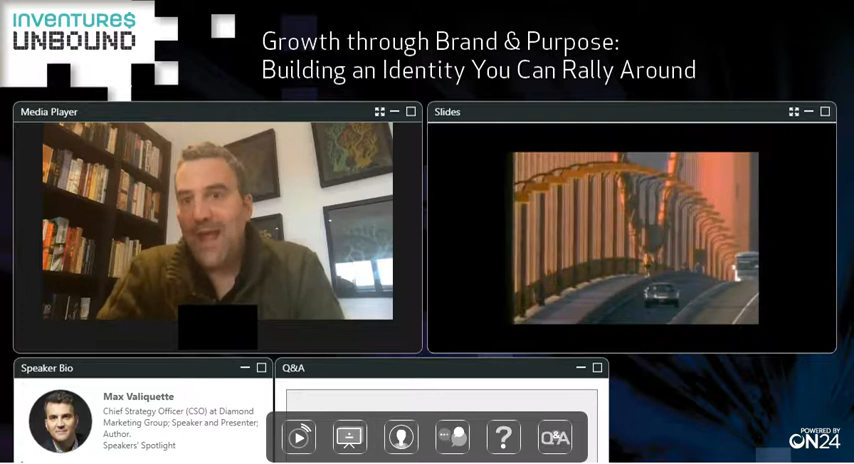 INVENTURE$
UNBOUND
Growth through Brand & Purpose:
Building an Identity You Can Rally Around
Media Player
Slides
Speaker Bio
Q&A
Max Valiquette
Chief Strategy Officer (CSO) at Diamond
Marketing Group; Speaker and Presenter;
Author.
Speakers' Spotlight
?
Q&A
POWERED BY
ON24